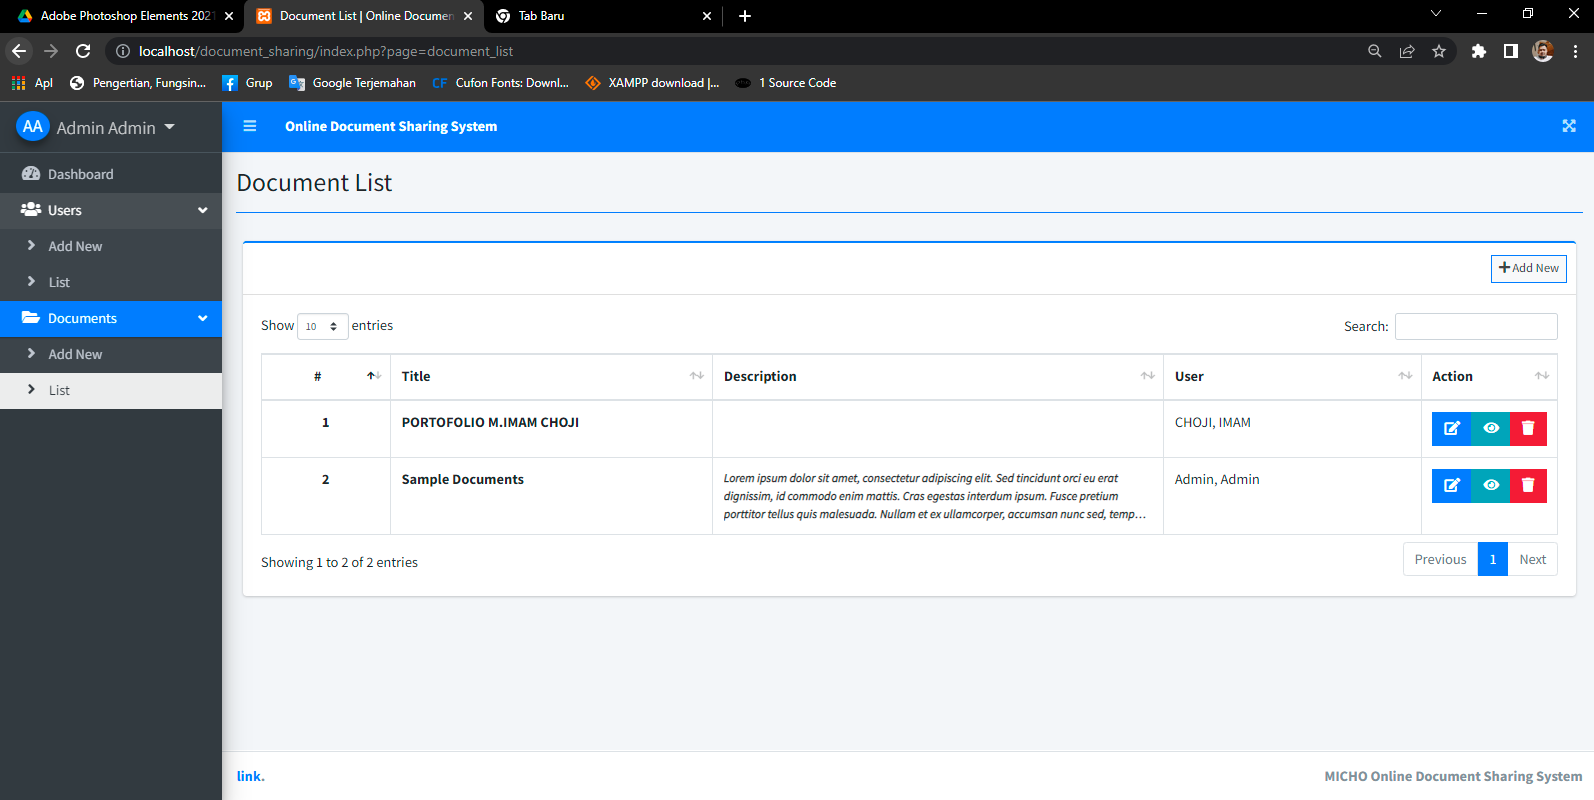 Adobe Photoshop Elements 2021
Document List | Online Documen
Tab Baru
localhost/document_sharing/index.php?page=document_list
Apl
Pengertian, Fungsin...
Grup
Google Terjemahan
CF Cufon Fonts: Downl...
XAMPP download |...
1 Source Code
AA Admin Admin
Online Document Sharing System
Dashboard
Users
Add New
List
Documents
Add New
List
Document List
Add New
Show 10 entries
Search:
# Title Description User Action
1 PORTOFOLIO M.IMAM CHOJI CHOJI, IMAM
2 Sample Documents Lorem ipsum dolor sit amet, consectetur adipiscing elit. Sed tincidunt orci eu erat Admin, Admin
dignissim, id commodo enim mattis. Cras egestas interdum ipsum. Fusce pretium
porttitor tellus quis malesuada. Nullam et ex ullamcorper, accumsan nunc sed, temp...
Showing 1 to 2 of 2 entries
Previous 1 Next
link.
MICHO Online Document Sharing System